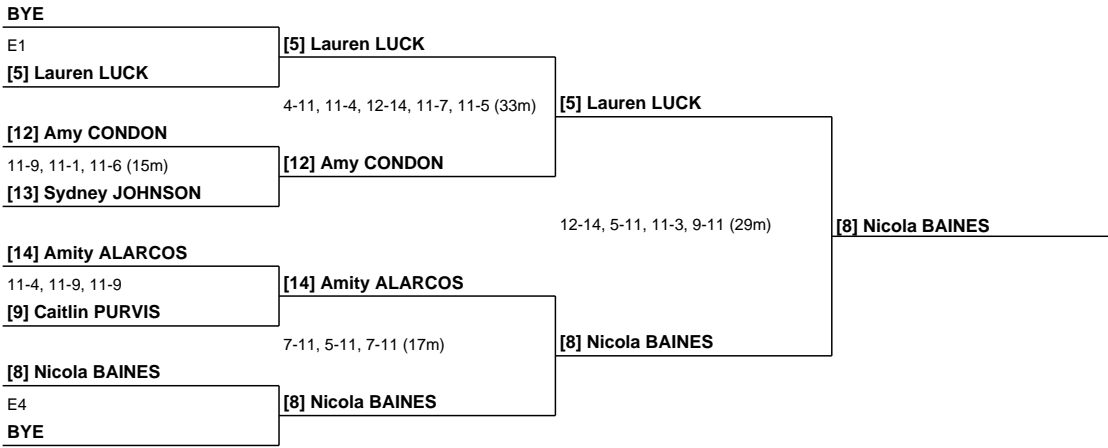 BYE
E1
[5] Lauren LUCK
[5] Lauren LUCK
4-11, 11-4, 12-14, 11-7, 11-5 (33m)
[5] Lauren LUCK
[12] Amy CONDON
11-9, 11-1, 11-6 (15m)
[12] Amy CONDON
[13] Sydney JOHNSON
12-14, 5-11, 11-3, 9-11 (29m)
[8] Nicola BAINES
[14] Amity ALARCOS
11-4, 11-9, 11-9
[14] Amity ALARCOS
[9] Caitlin PURVIS
7-11, 5-11, 7-11 (17m)
[8] Nicola BAINES
[8] Nicola BAINES
E4
[8] Nicola BAINES
BYE